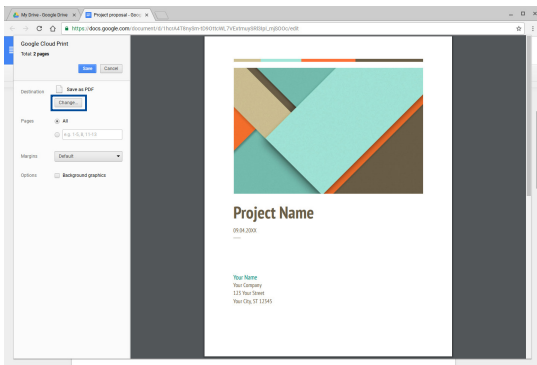 My Drive - Google Drive
Project proposal - Goog
https://docs.google.com/document/d/
Google Cloud Print
Total: 2 pages
Save
Cancel
Destination
Save as PDF
Change...
Pages
All
e.g. 1-5, 8, 11-13
Margins
Default
Options
Background graphics
Project Name
09.04.20XX
Your Name
Your Company
123 Your Street
Your City, ST 12345